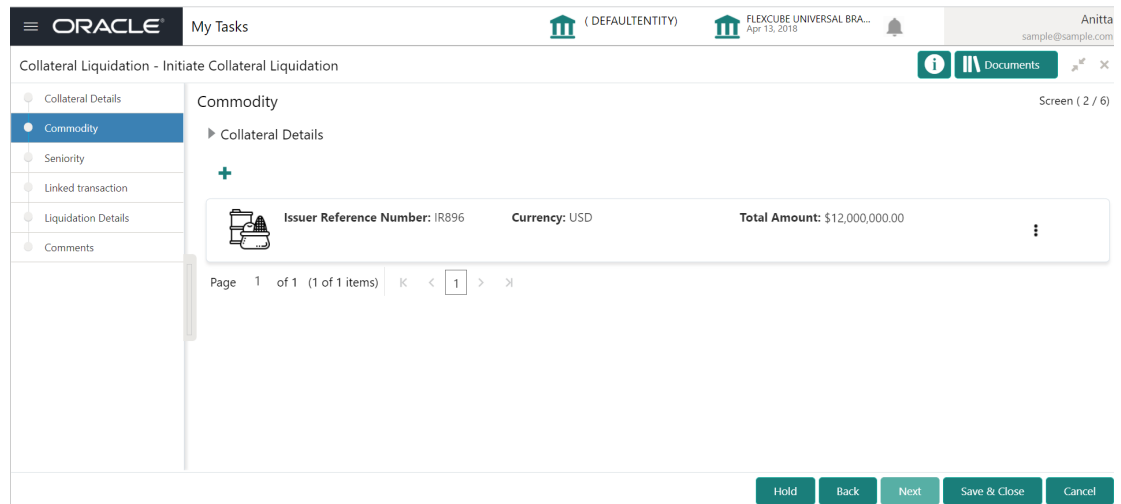 ORACLE®
My Tasks
( DEFAULTENTITY)
FLEXCUBE UNIVERSAL BRA...
Apr 13, 2018
Anitta
sample@sample.com
Collateral Liquidation - Initiate Collateral Liquidation
i
Documents
Collateral Details
Commodity
Seniority
Linked transaction
Liquidation Details
Comments
Commodity
Screen ( 2 / 6)
Collateral Details
Issuer Reference Number: IR896 Currency: USD Total Amount: $12,000,000.00
Page 1 of 1 (1 of 1 items) 1
Hold Back Next Save & Close Cancel